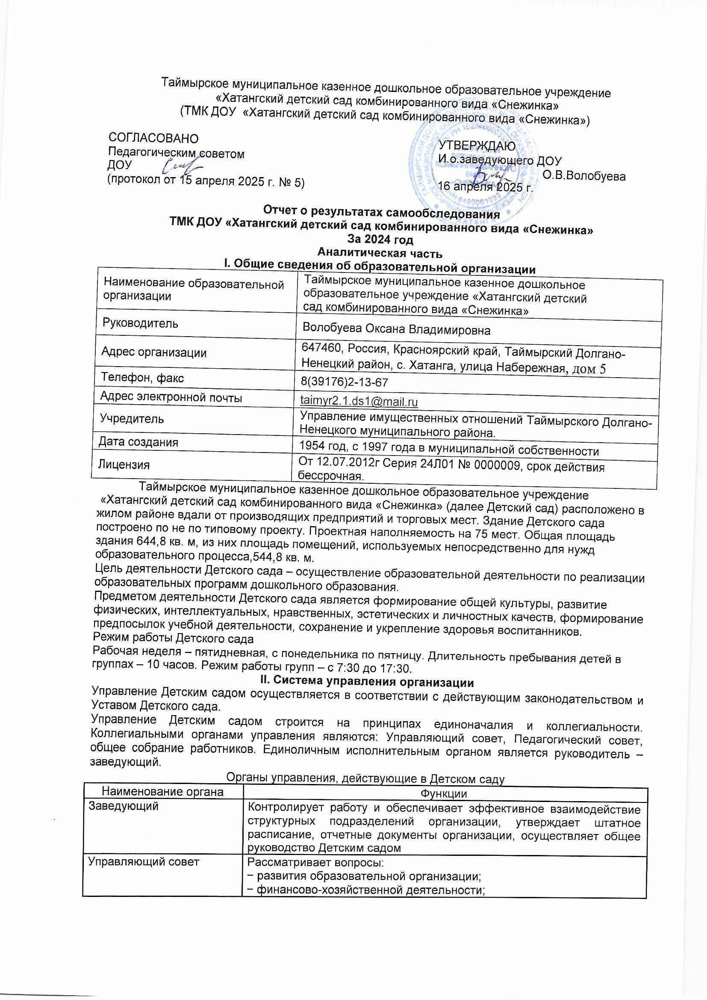 Таймырское муниципальное казенное дошкольное образовательное учреждение
«Хатангский детский сад комбинированного вида «Снежинка»
(ТМК ДОУ «Хатангский детский сад комбинированного вида «Снежинка»)
СОГЛАСОВАНО
Педагогическим советом
ДОУ
(протокол от 15 апреля 2025 г. № 5)
УТВЕРЖДАЮ
И.о.заведующего ДОУ
О.В.Волобуева
16 апреля 2025 г.
Отчет о результатах самообследования
ТМК ДОУ «Хатангский детский сад комбинированного вида «Снежинка»
За 2024 год
Аналитическая часть
I. Общие сведения об образовательной организации
Наименование образовательной
организации
Таймырское муниципальное казенное дошкольное
образовательное учреждение «Хатангский детский
сад комбинированного вида «Снежинка»
Руководитель
Волобуева Оксана Владимировна
Адрес организации
647460, Россия, Красноярский край, Таймырский Долгано-
Ненецкий район, с. Хатанга, улица Набережная, дом 5
Телефон, факс
8(39176)2-13-67
Адрес электронной почты
taimyr2.1.ds1@mail.ru
Учредитель
Управление имущественных отношений Таймырского Долгано-
Ненецкого муниципального района.
Дата создания
1954 год, с 1997 года в муниципальной собственности
Лицензия
От 12.07.2012г Серия 24Л01 № 0000009, срок действия
бессрочная.
Таймырское муниципальное казенное дошкольное образовательное учреждение
«Хатангский детский сад комбинированного вида «Снежинка» (далее Детский сад) расположено в
жилом районе вдали от производящих предприятий и торговых мест. Здание Детского сада
построено по не по типовому проекту. Проектная наполняемость на 75 мест. Общая площадь
здания 644,8 кв. м, из них площадь помещений, используемых непосредственно для нужд
образовательного процесса,544,8 кв. м.
Цель деятельности Детского сада – осуществление образовательной деятельности по реализации
образовательных программ дошкольного образования.
Предметом деятельности Детского сада является формирование общей культуры, развитие
физических, интеллектуальных, нравственных, эстетических и личностных качеств, формирование
предпосылок учебной деятельности, сохранение и укрепление здоровья воспитанников.
Режим работы Детского сада
Рабочая неделя – пятидневная, с понедельника по пятницу. Длительность пребывания детей в
группах – 10 часов. Режим работы групп – с 7:30 до 17:30.
II. Система управления организации
Управление Детским садом осуществляется в соответствии с действующим законодательством и
Уставом Детского сада.
Управление Детским садом строится на принципах единоначалия и коллегиальности.
Коллегиальными органами управления являются: Управляющий совет, Педагогический совет,
общее собрание работников. Единоличным исполнительным органом является руководитель –
заведующий.
Органы управления, действующие в Детском саду
Наименование органа
Функции
Заведующий
Контролирует работу и обеспечивает эффективное взаимодействие
структурных подразделений организации, утверждает штатное
расписание, отчетные документы организации, осуществляет общее
руководство Детским садом
Управляющий совет
Рассматривает вопросы:
– развития образовательной организации;
– финансово-хозяйственной деятельности;